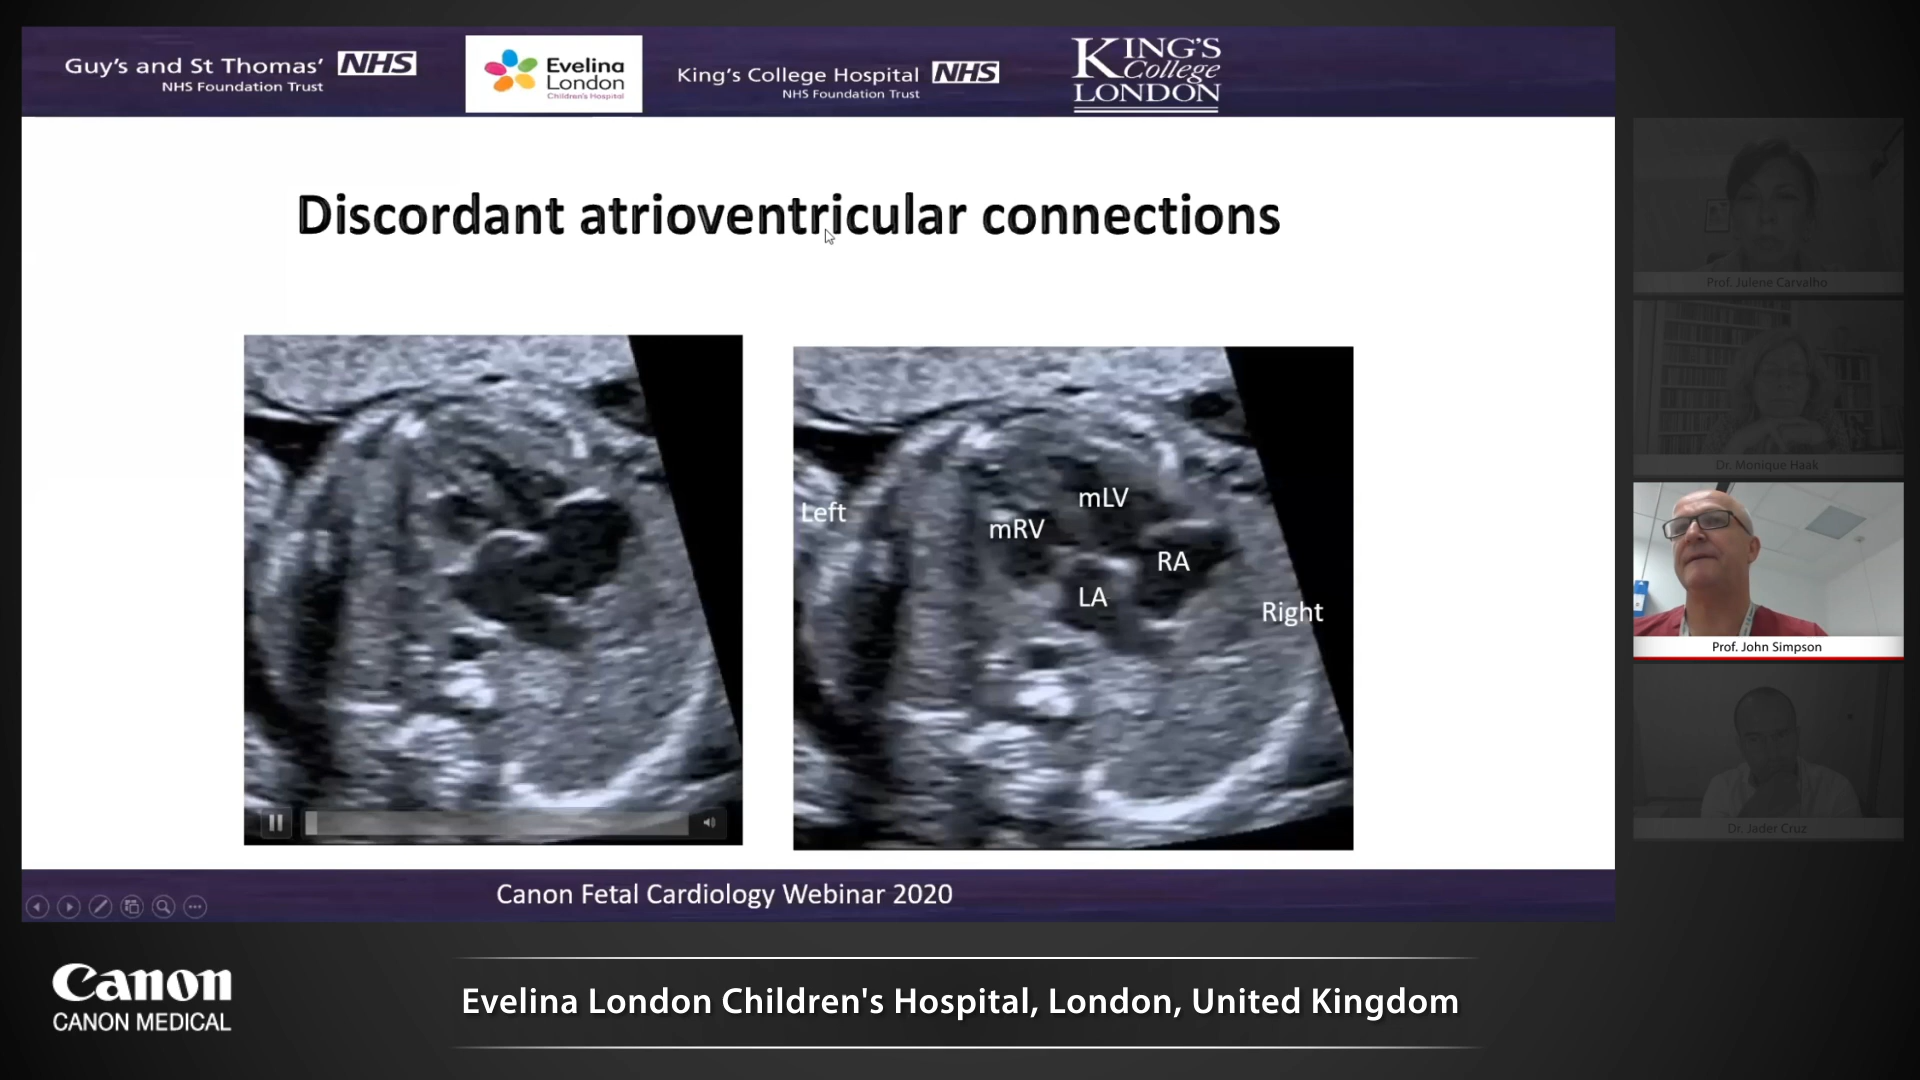 Guy's and St Thomas' NHS
NHS Foundation Trust
Evelina
London
Children's Hospital
King's College Hospital NHS
NHS Foundation Trust
KING'S
College
LONDON
Discordant atrioventricular connections
Left
mLV
mRV
RA
LA
Right
Canon Fetal Cardiology Webinar 2020
Prof. Julene Carvalho
Dr. Monique Haak
Prof. John Simpson
Dr. Jader Cruz
Canon
CANON MEDICAL
Evelina London Children's Hospital, London, United Kingdom